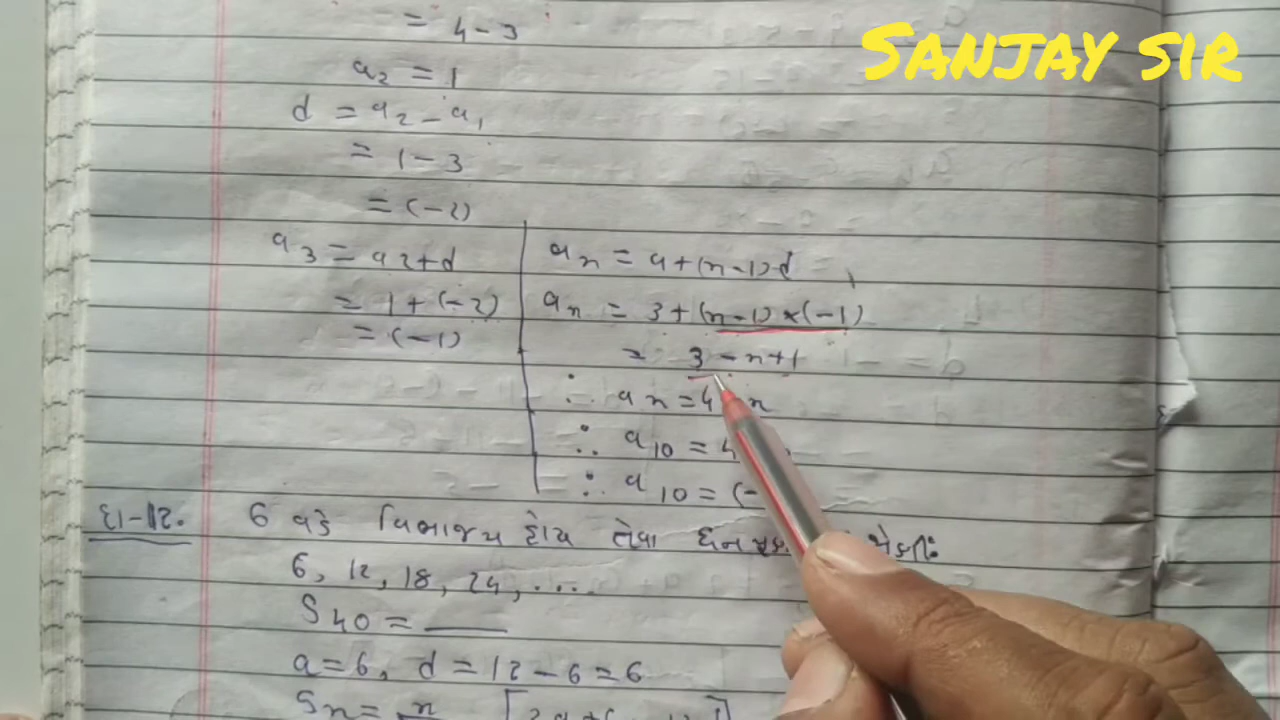 SANJAY SIR
= 4 - 3
a2 = 1
d = a2 - a1
= 1 - 3
= (-2)
a3 = a2 + d
= 1 + (-2)
= (-1)
an = a + (n-1)d
an = 3 + (n-1) × (-1)
= 3 - n + 1
∴ an = 4 n
∴ a10 = 4
∴ a10 = (-
દા-12. 6 વડે વિભાજ્ય હોય તેવા
6, 12, 18, 24, ....
S40 = ____
a = 6, d = 12 - 6 = 6
Sn = n